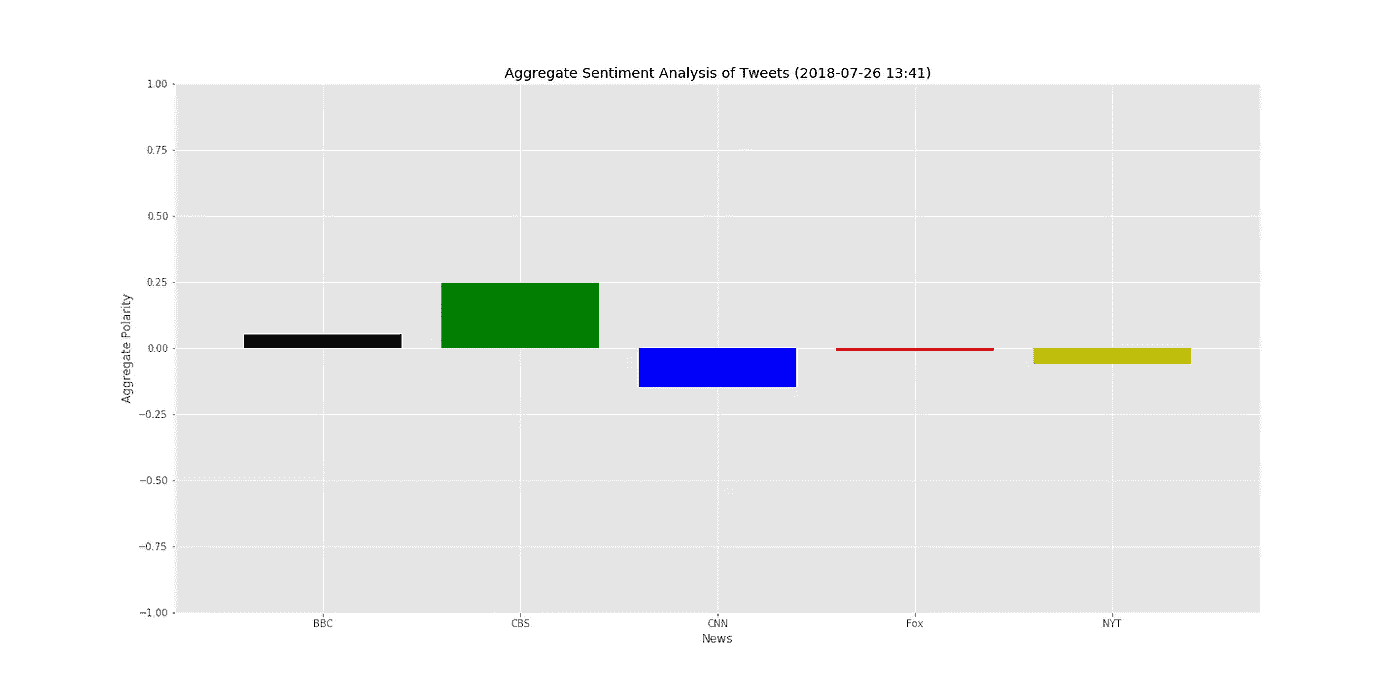 Aggregate Sentiment Analysis of Tweets (2018-07-26 13:41)
1.00
0.75
0.50
0.25
0.00
−0.25
−0.50
−0.75
−1.00
Aggregate Polarity
BBC CBS CNN Fox NYT
News